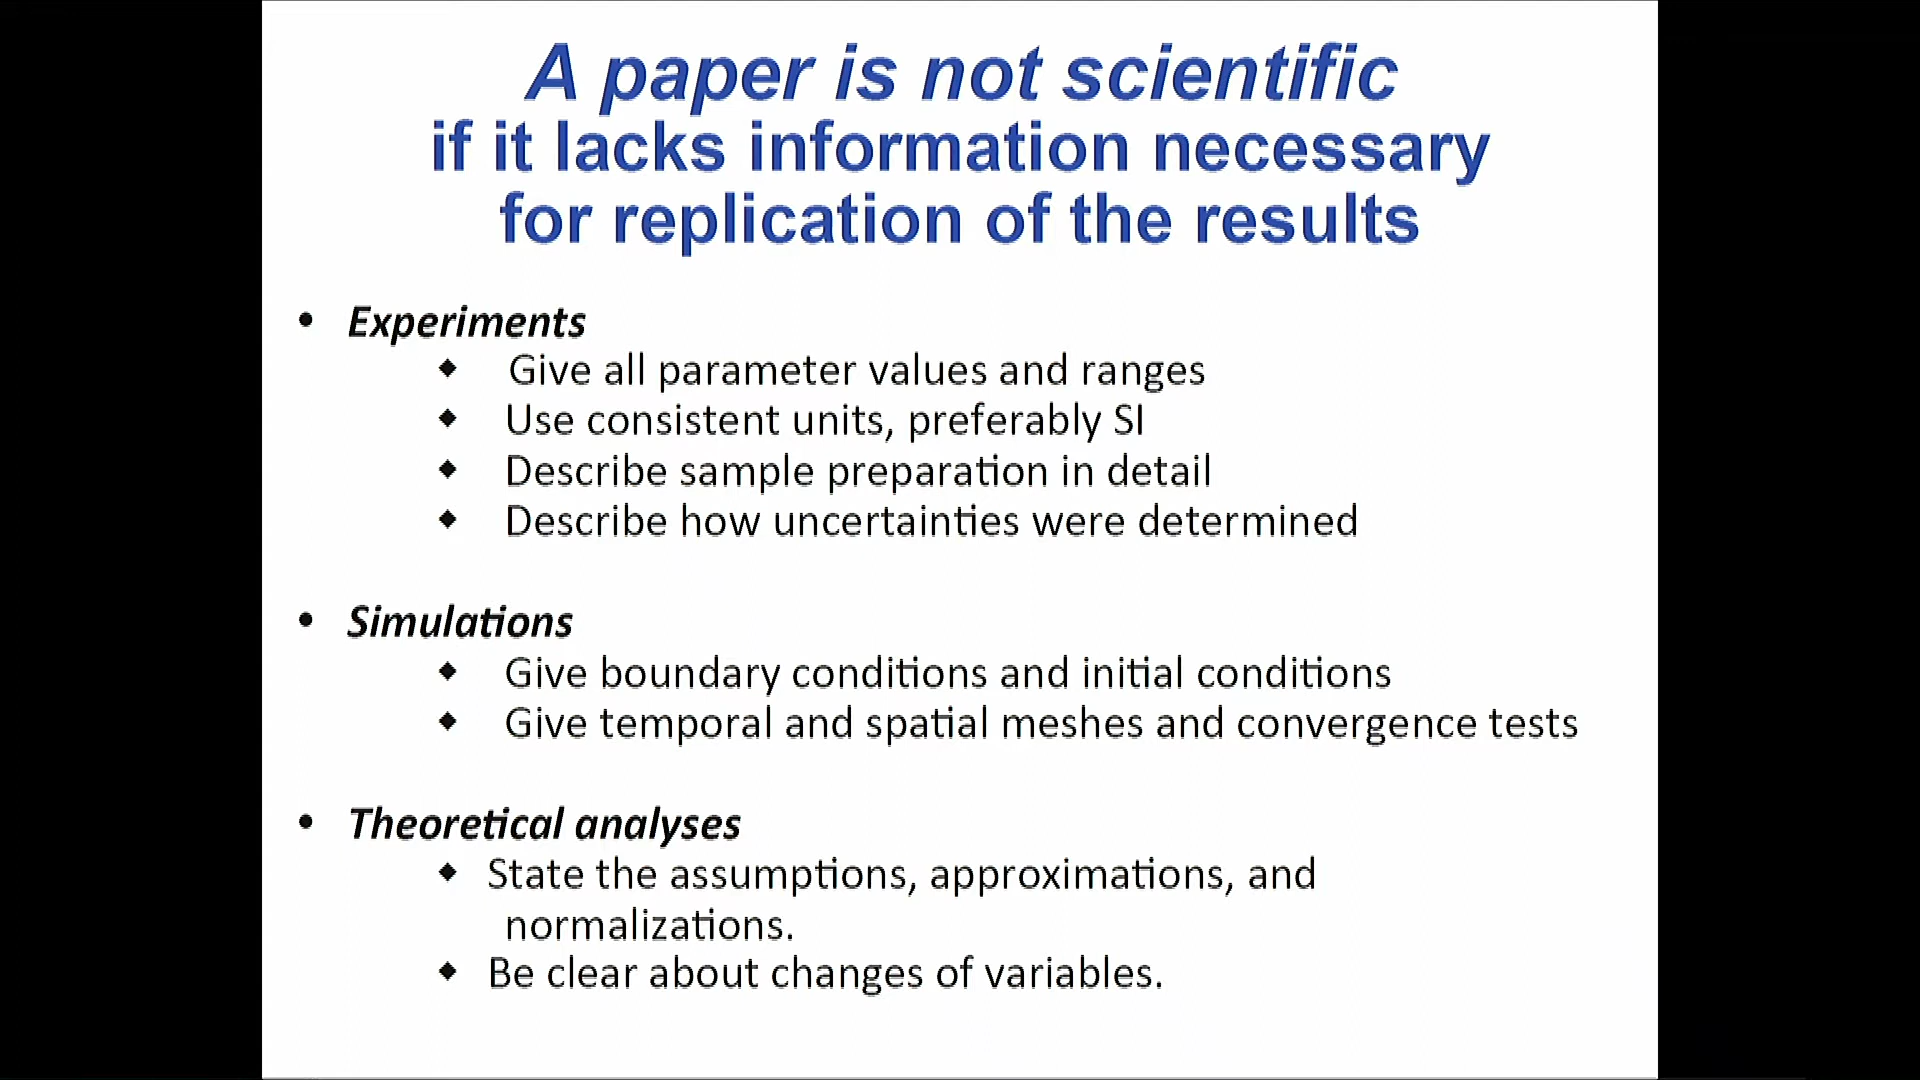 A paper is not scientific
if it lacks information necessary
for replication of the results
• Experiments
◆ Give all parameter values and ranges
◆ Use consistent units, preferably SI
◆ Describe sample preparation in detail
◆ Describe how uncertainties were determined
• Simulations
◆ Give boundary conditions and initial conditions
◆ Give temporal and spatial meshes and convergence tests
• Theoretical analyses
◆ State the assumptions, approximations, and
normalizations.
◆ Be clear about changes of variables.